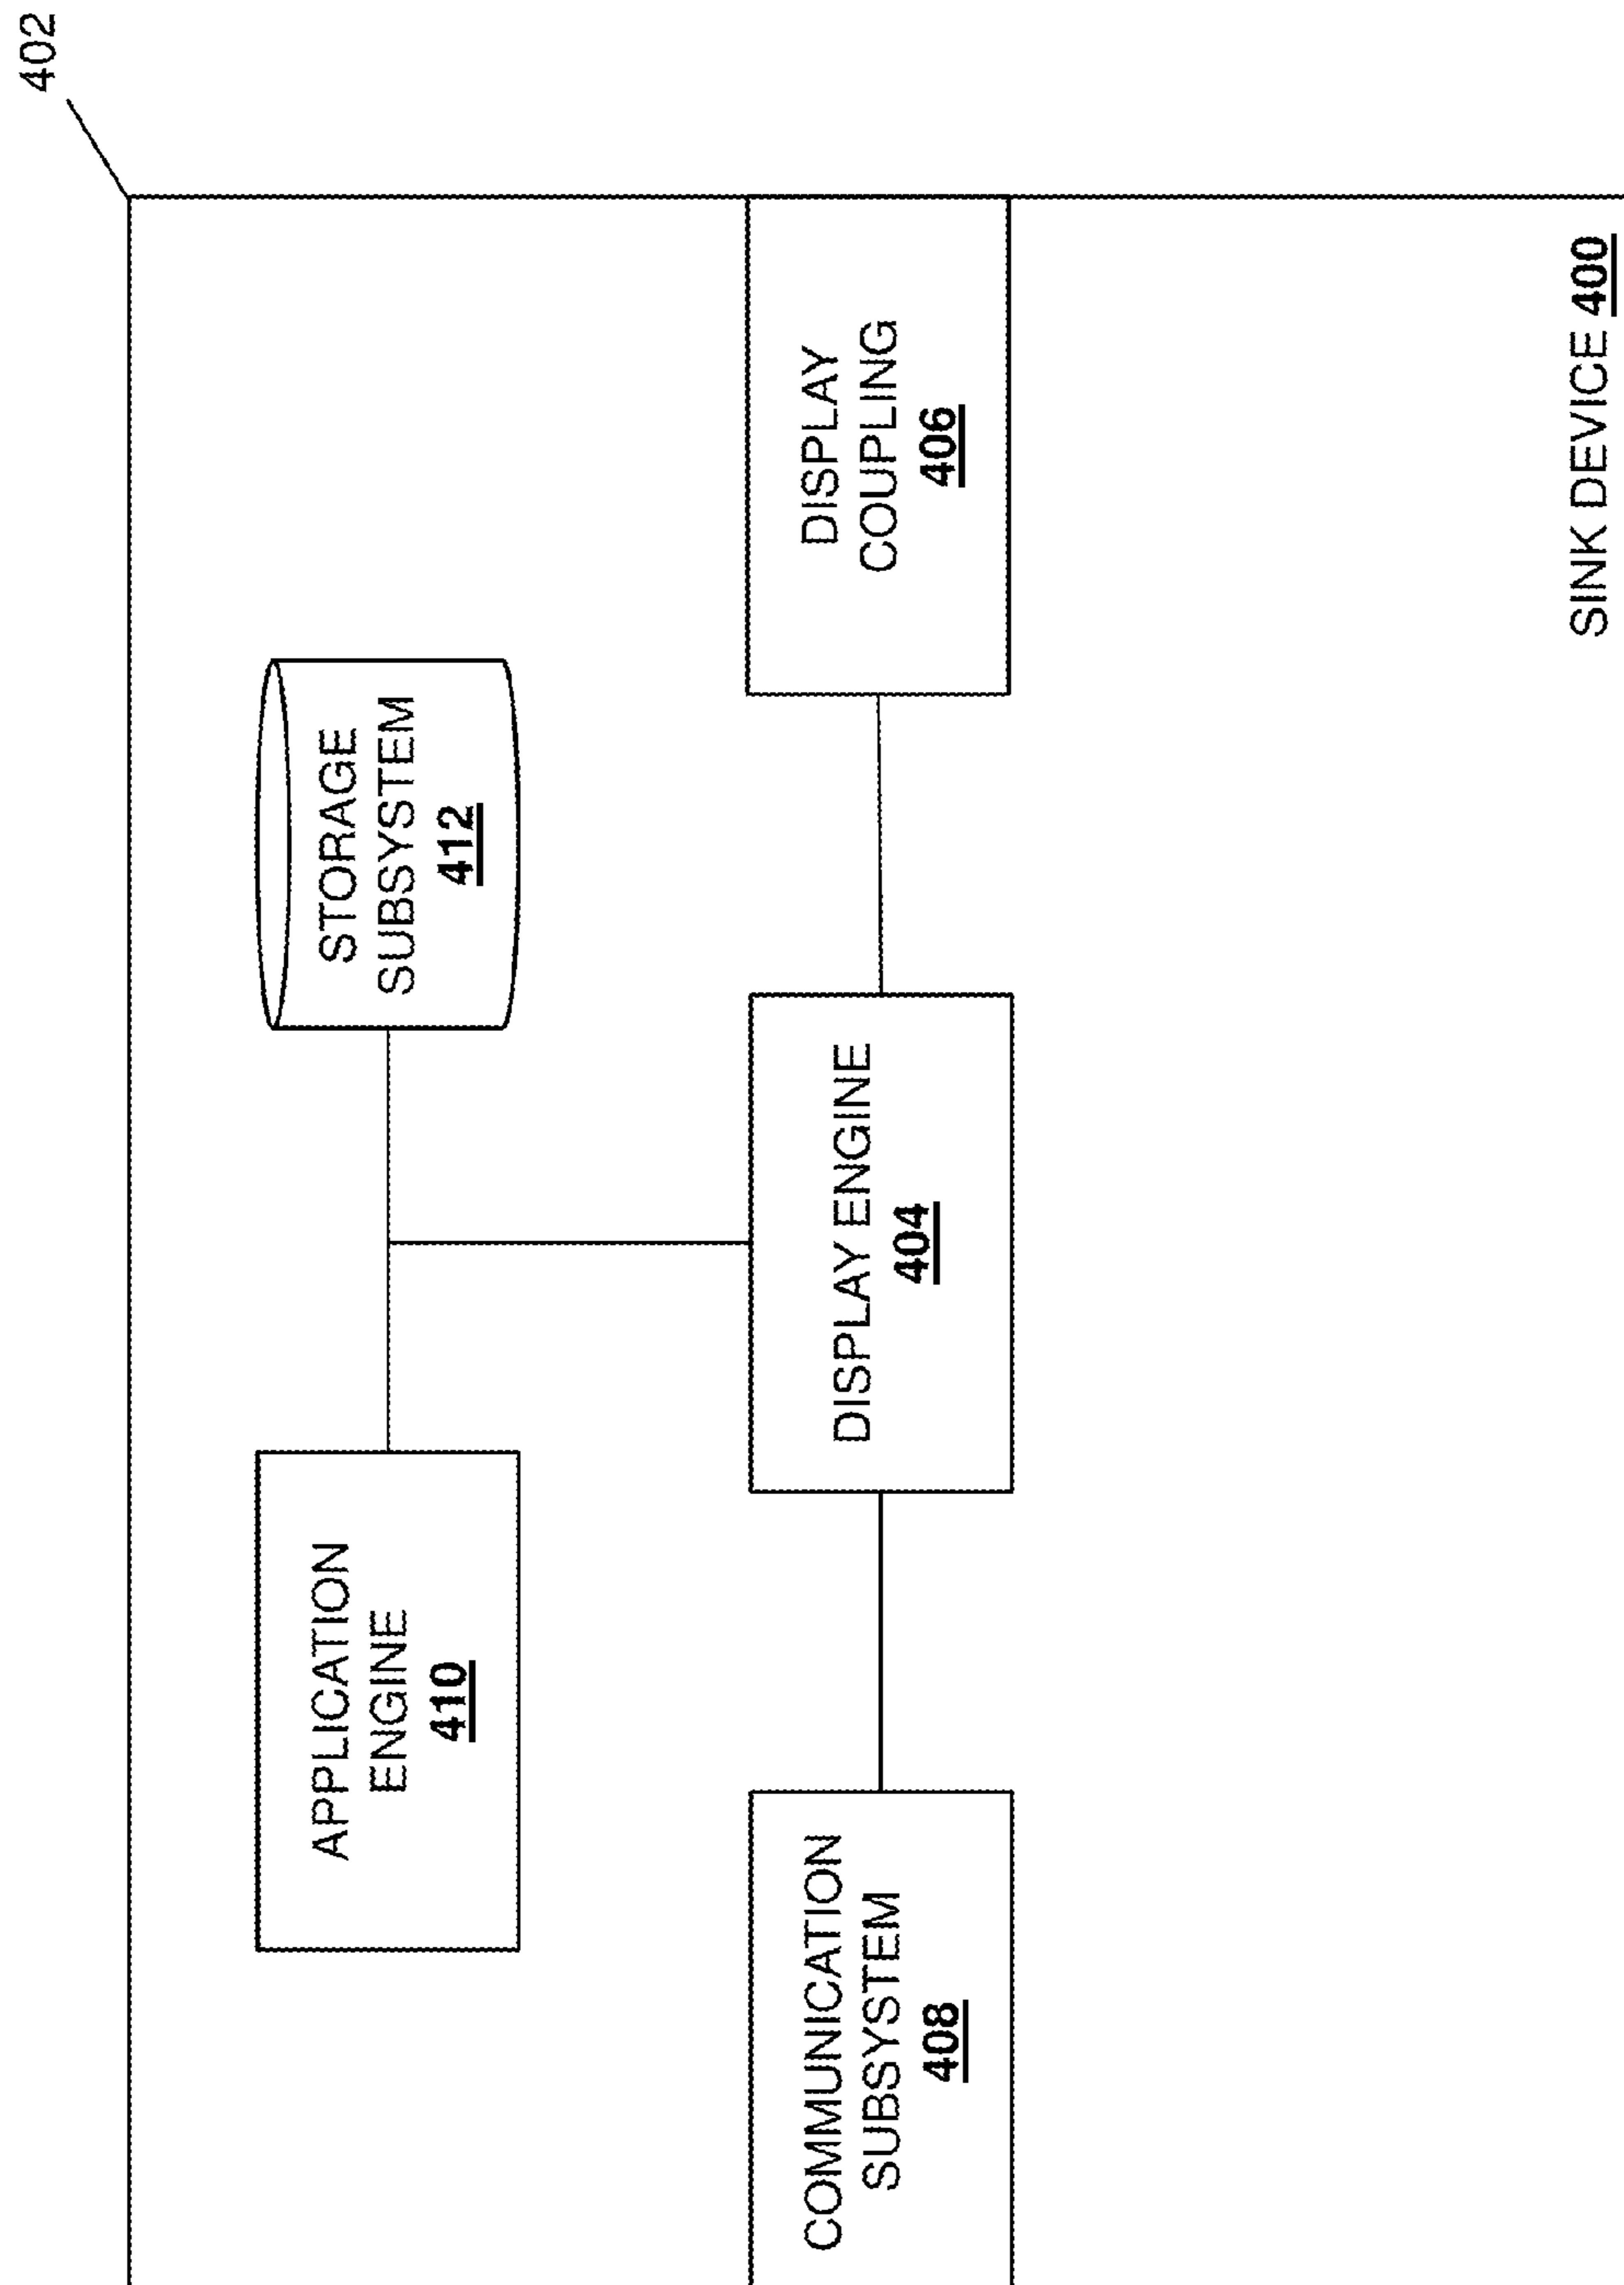 402
APPLICATION
ENGINE
410
STORAGE
SUBSYSTEM
412
COMMUNICATION
SUBSYSTEM
408
DISPLAY ENGINE
404
DISPLAY
COUPLING
406
SINK DEVICE 400